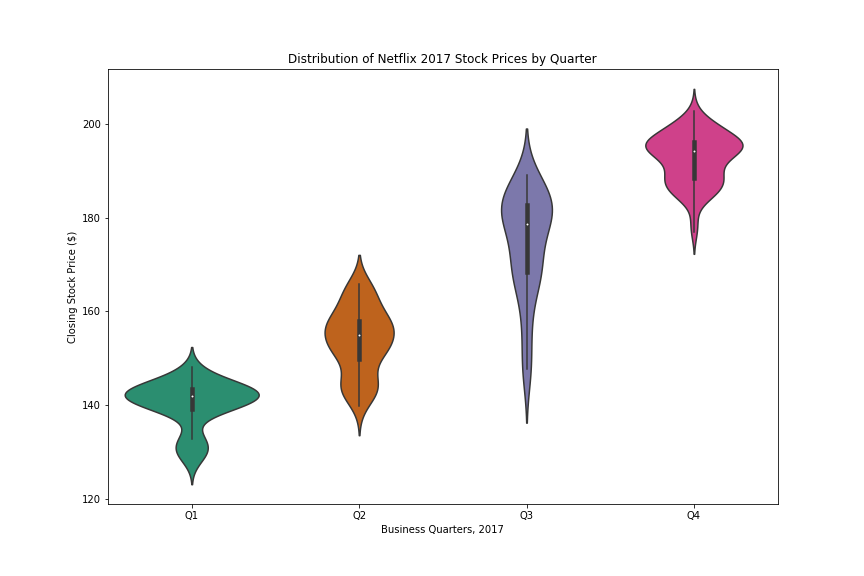 Distribution of Netflix 2017 Stock Prices by Quarter
Closing Stock Price ($)
200
180
160
140
120
Q1 Q2 Q3 Q4
Business Quarters, 2017